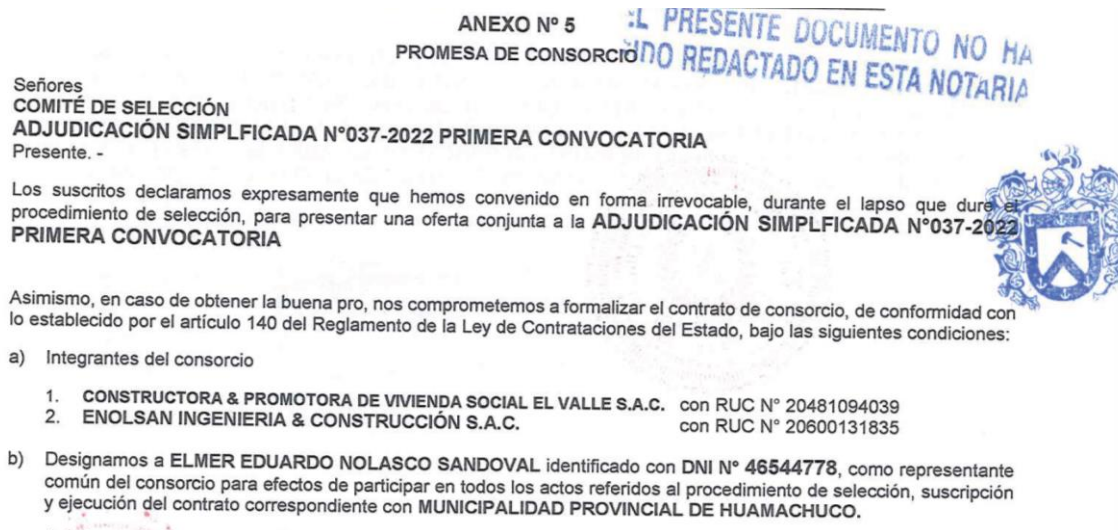 ANEXO Nº 5
PROMESA DE CONSORCIO
EL PRESENTE DOCUMENTO NO HA
SIDO REDACTADO EN ESTA NOTARIA
Señores
COMITÉ DE SELECCIÓN
ADJUDICACIÓN SIMPLFICADA N°037-2022 PRIMERA CONVOCATORIA
Presente. -
Los suscritos declaramos expresamente que hemos convenido en forma irrevocable, durante el lapso que dure el
procedimiento de selección, para presentar una oferta conjunta a la ADJUDICACIÓN SIMPLFICADA N°037-2022
PRIMERA CONVOCATORIA
Asimismo, en caso de obtener la buena pro, nos comprometemos a formalizar el contrato de consorcio, de conformidad con
lo establecido por el artículo 140 del Reglamento de la Ley de Contrataciones del Estado, bajo las siguientes condiciones:
a) Integrantes del consorcio
1. CONSTRUCTORA & PROMOTORA DE VIVIENDA SOCIAL EL VALLE S.A.C. con RUC N° 20481094039
2. ENOLSAN INGENIERIA & CONSTRUCCIÓN S.A.C. con RUC N° 20600131835
b) Designamos a ELMER EDUARDO NOLASCO SANDOVAL identificado con DNI Nº 46544778, como representante
común del consorcio para efectos de participar en todos los actos referidos al procedimiento de selección, suscripción
y ejecución del contrato correspondiente con MUNICIPALIDAD PROVINCIAL DE HUAMACHUCO.